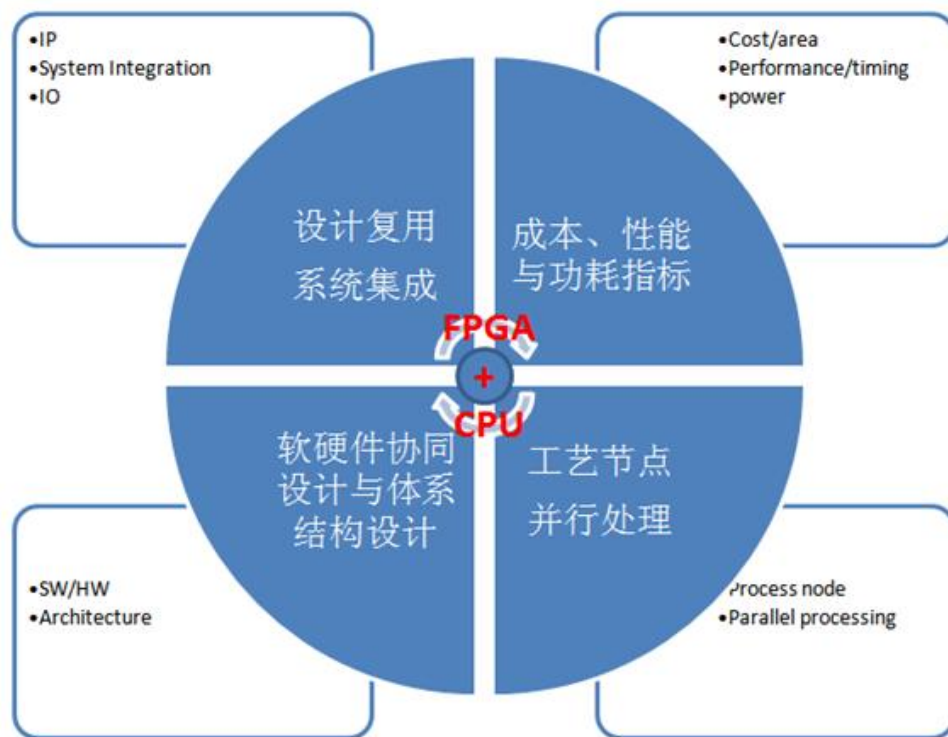 •IP
•System Integration
•IO
•Cost/area
•Performance/timing
•power
设计复用
系统集成
成本、性能
与功耗指标
FPGA
+
CPU
软硬件协同
设计与体系
结构设计
工艺节点
并行处理
•SW/HW
•Architecture
Process node
•Parallel processing